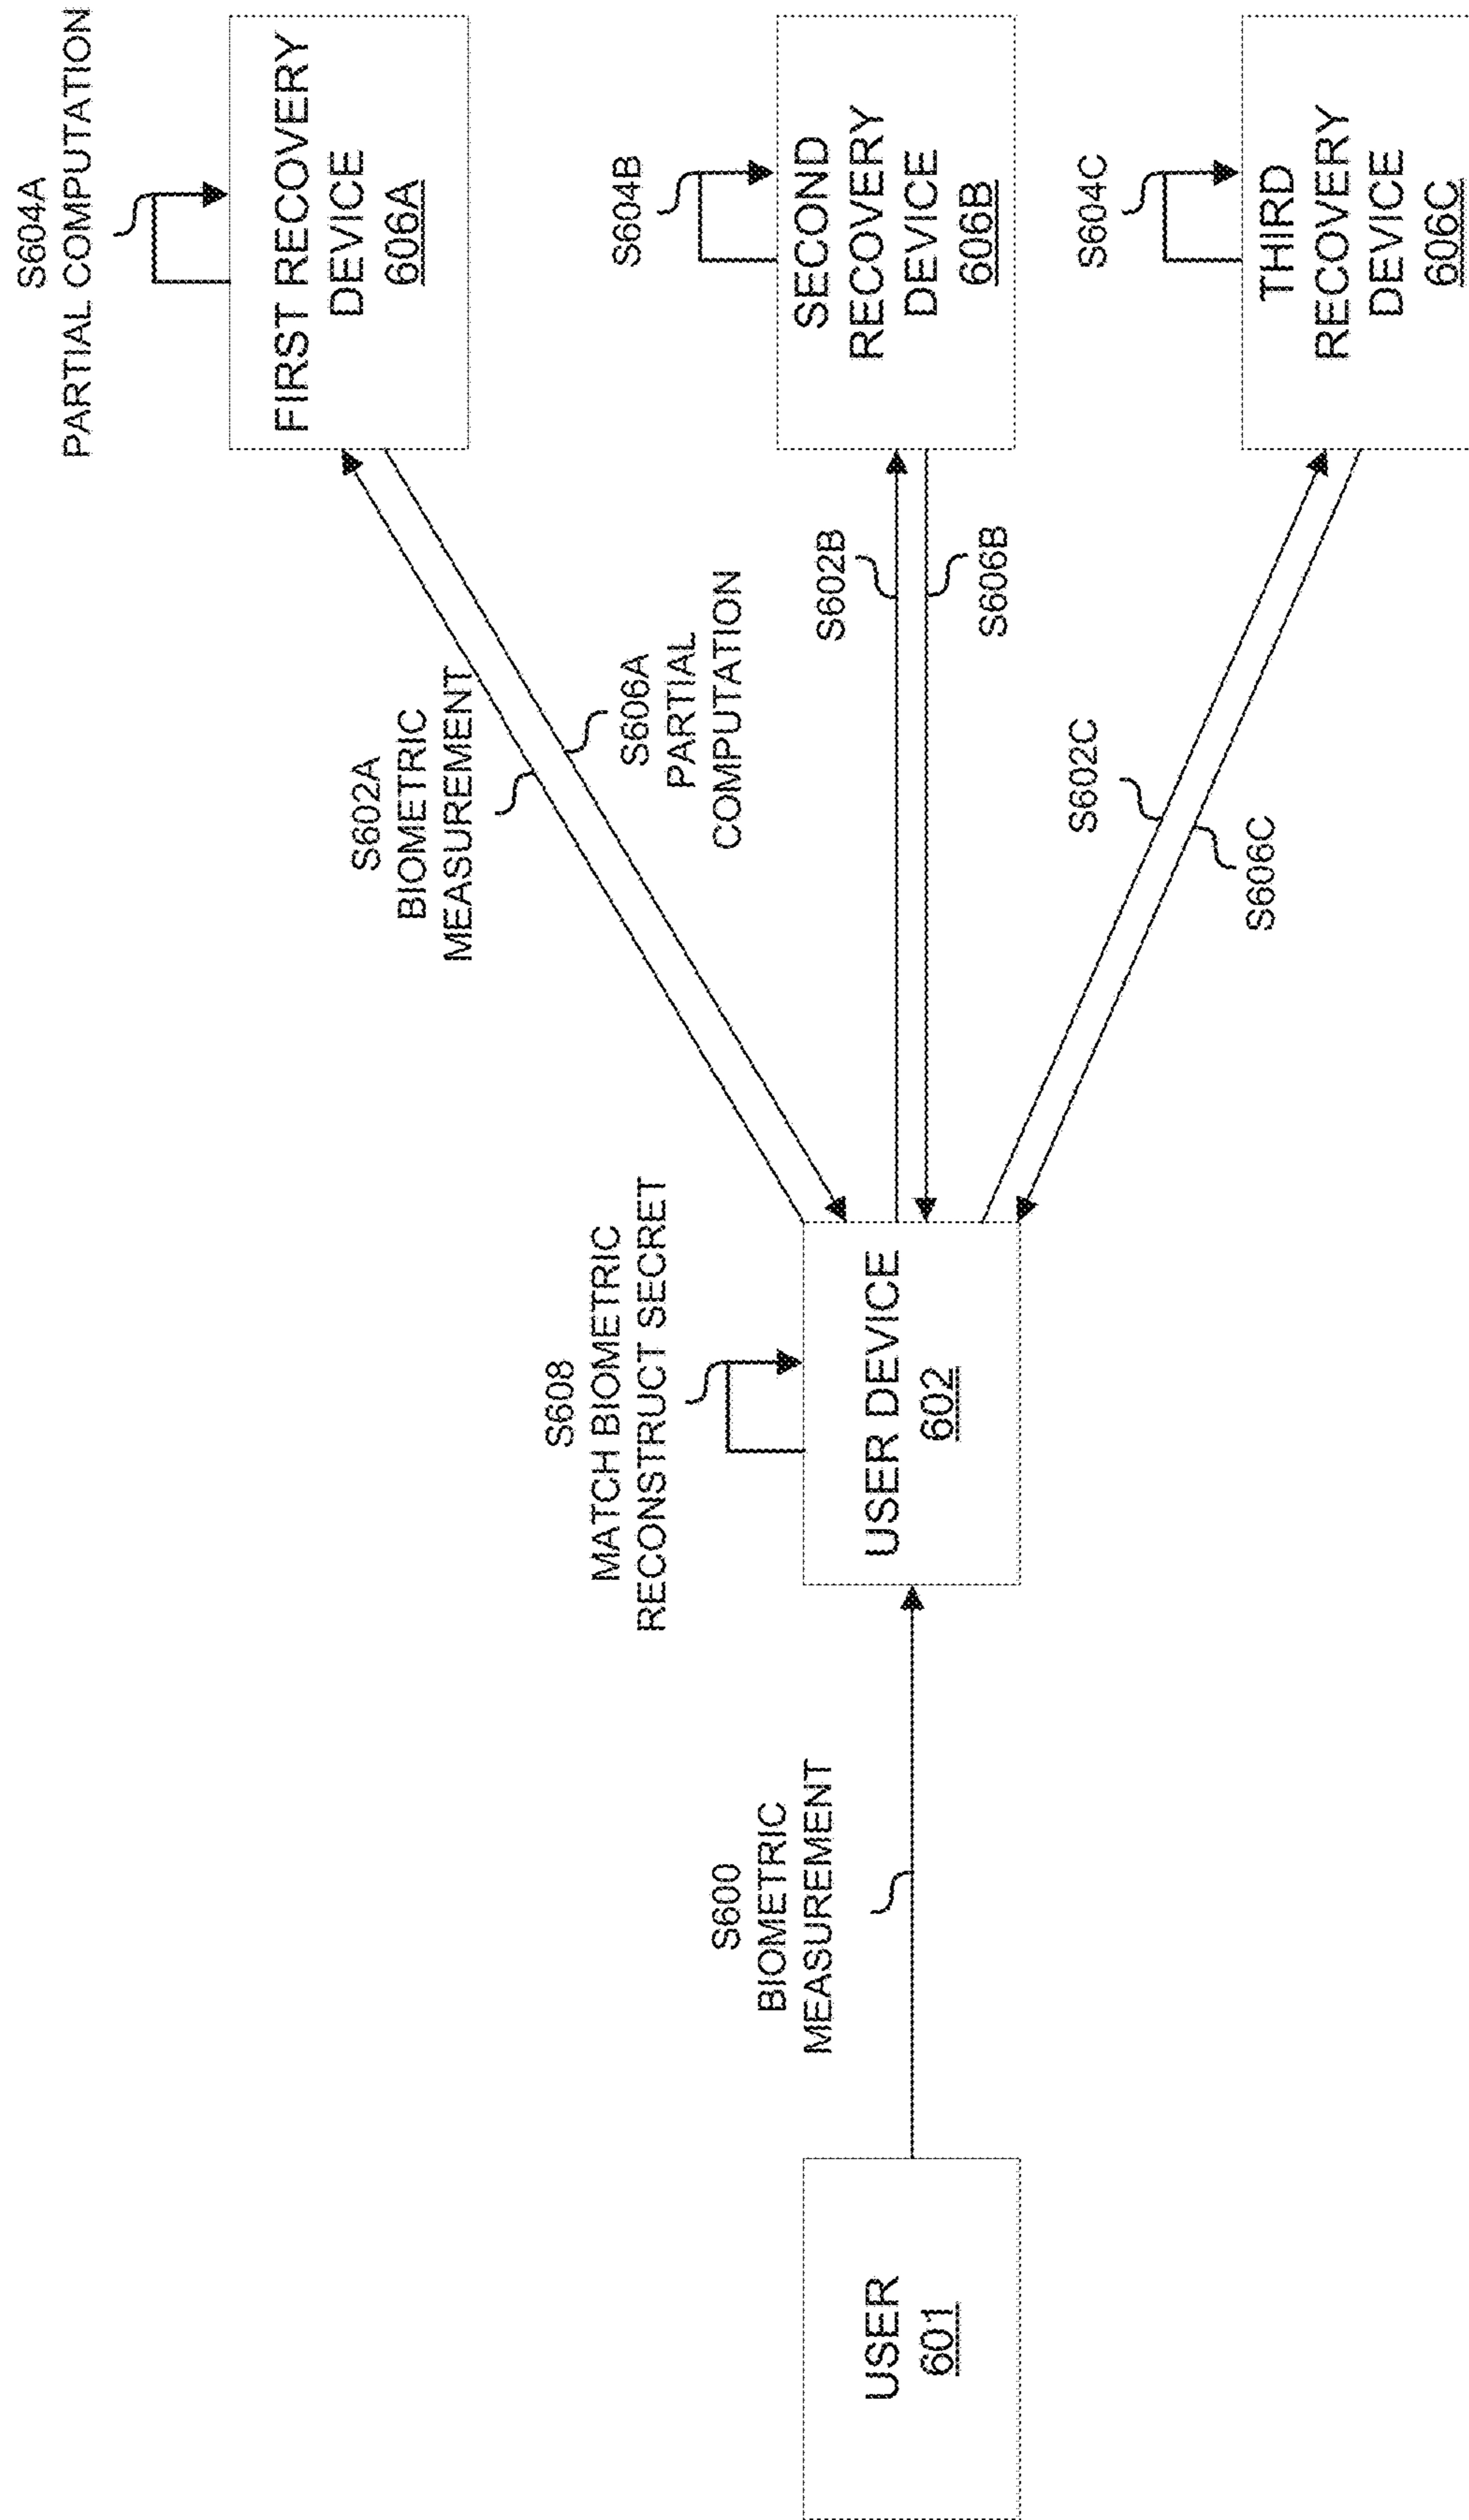 USER
601
S600
BIOMETRIC
MEASUREMENT
USER DEVICE
602
S608
MATCH BIOMETRIC
RECONSTRUCT SECRET
S602A
BIOMETRIC
MEASUREMENT
S606A
PARTIAL
COMPUTATION
S602B
S606B
S602C
S606C
S604A
PARTIAL COMPUTATION
FIRST RECOVERY
DEVICE
606A
S604B
SECOND
RECOVERY
DEVICE
606B
S604C
THIRD
RECOVERY
DEVICE
606C